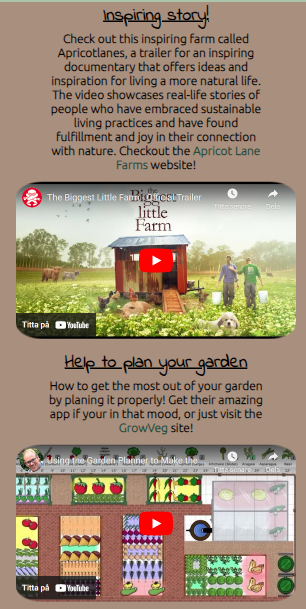 Inspiring story!
Check out this inspiring farm called
Apricotlanes, a trailer for an inspiring
documentary that offers ideas and
inspiration for living a more natural life.
The video showcases real-life stories of
people who have embraced sustainable
living practices and have found
fulfillment and joy in their connection
with nature. Checkout the Apricot Lane
Farms website!
The Biggest Little Farm | Official Trailer
Titta senare
Dela
the
Biggest
little
Farm
Titta på YouTube
Help to plan your garden
How to get the most out of your garden
by planing it properly! Get their amazing
app if your in that mood, or just visit the
GrowVeg site!
Using the Garden Planner to Make the
Titta senare
Dela
Titta på YouTube